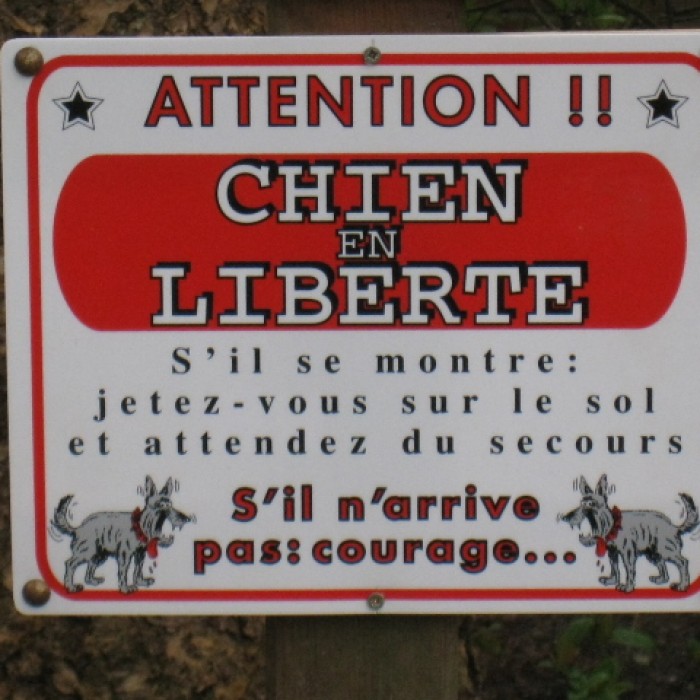 ATTENTION !!
CHIEN
EN
LIBERTE
S'il se montre:
jetez-vous sur le sol
et attendez du secours
S'il n'arrive
pas: courage...